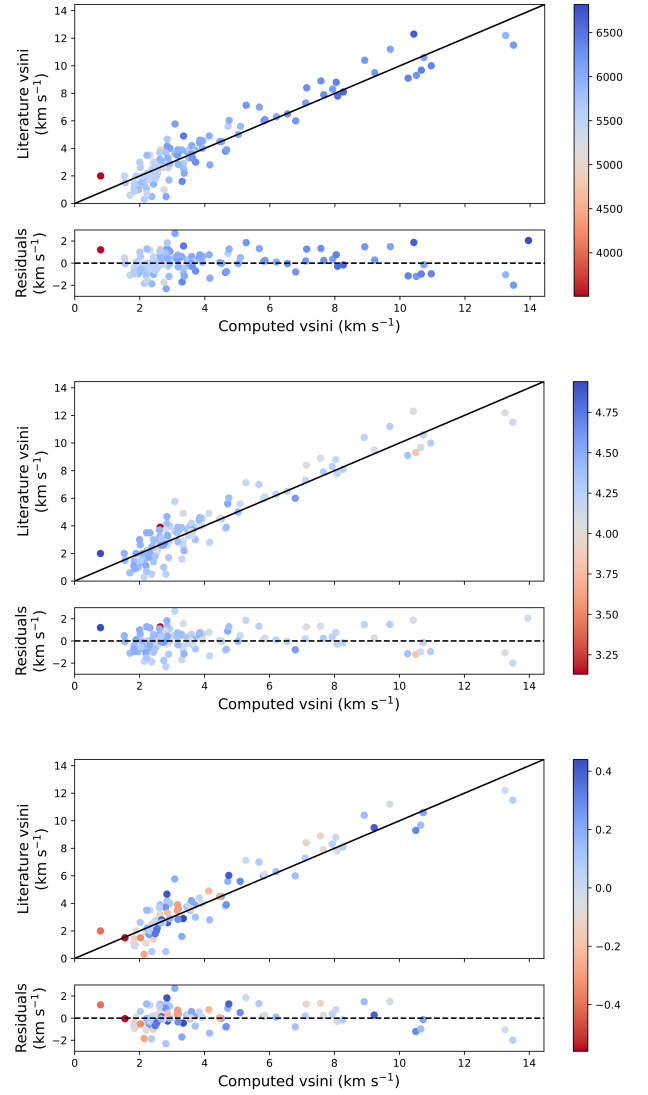 14
12
10
8
6
4
2
0
Literature vsini
(km s⁻¹)
2
0
−2
Residuals
(km s⁻¹)
0 2 4 6 8 10 12 14
Computed vsini (km s⁻¹)
6500
6000
5500
5000
4500
4000
14
12
10
8
6
4
2
0
Literature vsini
(km s⁻¹)
2
0
−2
Residuals
(km s⁻¹)
0 2 4 6 8 10 12 14
Computed vsini (km s⁻¹)
4.75
4.50
4.25
4.00
3.75
3.50
3.25
14
12
10
8
6
4
2
0
Literature vsini
(km s⁻¹)
2
0
−2
Residuals
(km s⁻¹)
0 2 4 6 8 10 12 14
Computed vsini (km s⁻¹)
0.4
0.2
0.0
−0.2
−0.4